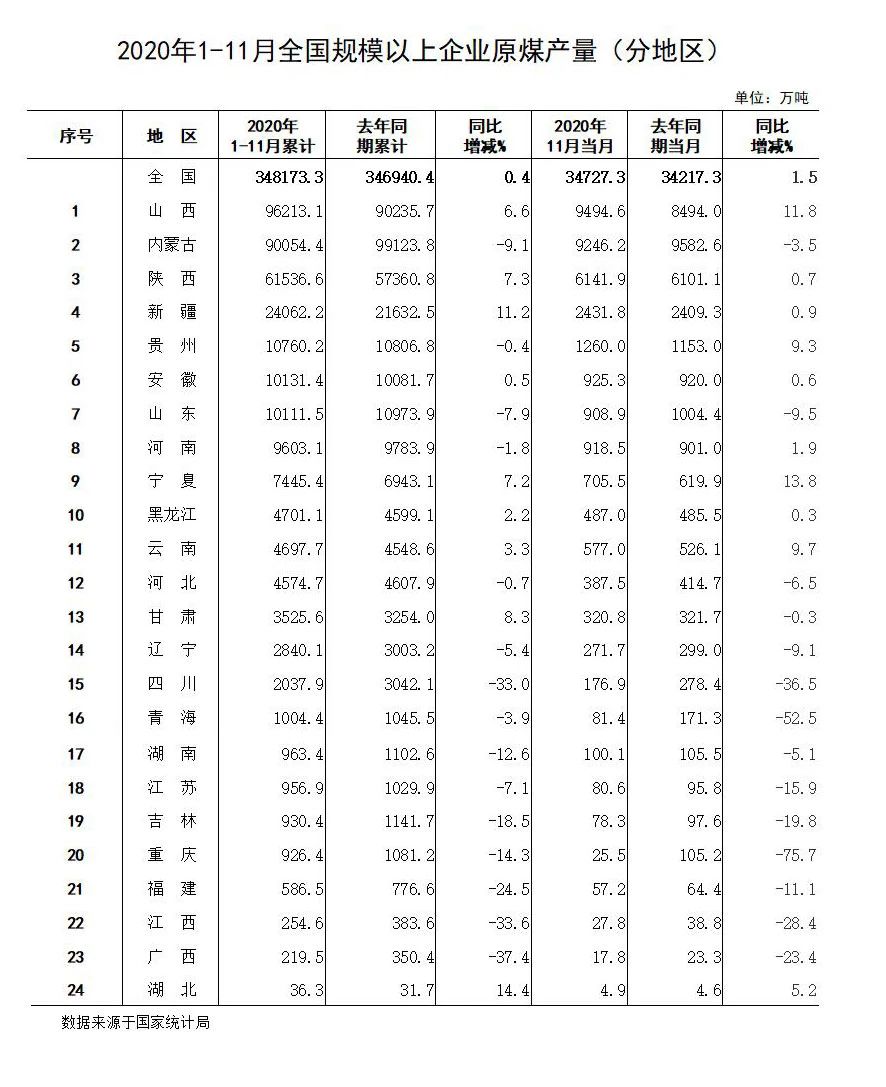 2020年1-11月全国规模以上企业原煤产量（分地区）
单位：万吨
序号 地 区 2020年1-11月累计 去年同期累计 同比增减% 2020年11月当月 去年同期当月 同比增减%
全 国 348173.3 346940.4 0.4 34727.3 34217.3 1.5
1 山 西 96213.1 90235.7 6.6 9494.6 8494.0 11.8
2 内蒙古 90054.4 99123.8 -9.1 9246.2 9582.6 -3.5
3 陕 西 61536.6 57360.8 7.3 6141.9 6101.1 0.7
4 新 疆 24062.2 21632.5 11.2 2431.8 2409.3 0.9
5 贵 州 10760.2 10806.8 -0.4 1260.0 1153.0 9.3
6 安 徽 10131.4 10081.7 0.5 925.3 920.0 0.6
7 山 东 10111.5 10973.9 -7.9 908.9 1004.4 -9.5
8 河 南 9603.1 9783.9 -1.8 918.5 901.0 1.9
9 宁 夏 7445.4 6943.1 7.2 705.5 619.9 13.8
10 黑龙江 4701.1 4599.1 2.2 487.0 485.5 0.3
11 云 南 4697.7 4548.6 3.3 577.0 526.1 9.7
12 河 北 4574.7 4607.9 -0.7 387.5 414.7 -6.5
13 甘 肃 3525.6 3254.0 8.3 320.8 321.7 -0.3
14 辽 宁 2840.1 3003.2 -5.4 271.7 299.0 -9.1
15 四 川 2037.9 3042.1 -33.0 176.9 278.4 -36.5
16 青 海 1004.4 1045.5 -3.9 81.4 171.3 -52.5
17 湖 南 963.4 1102.6 -12.6 100.1 105.5 -5.1
18 江 苏 956.9 1029.9 -7.1 80.6 95.8 -15.9
19 吉 林 930.4 1141.7 -18.5 78.3 97.6 -19.8
20 重 庆 926.4 1081.2 -14.3 25.5 105.2 -75.7
21 福 建 586.5 776.6 -24.5 57.2 64.4 -11.1
22 江 西 254.6 383.6 -33.6 27.8 38.8 -28.4
23 广 西 219.5 350.4 -37.4 17.8 23.3 -23.4
24 湖 北 36.3 31.7 14.4 4.9 4.6 5.2
数据来源于国家统计局